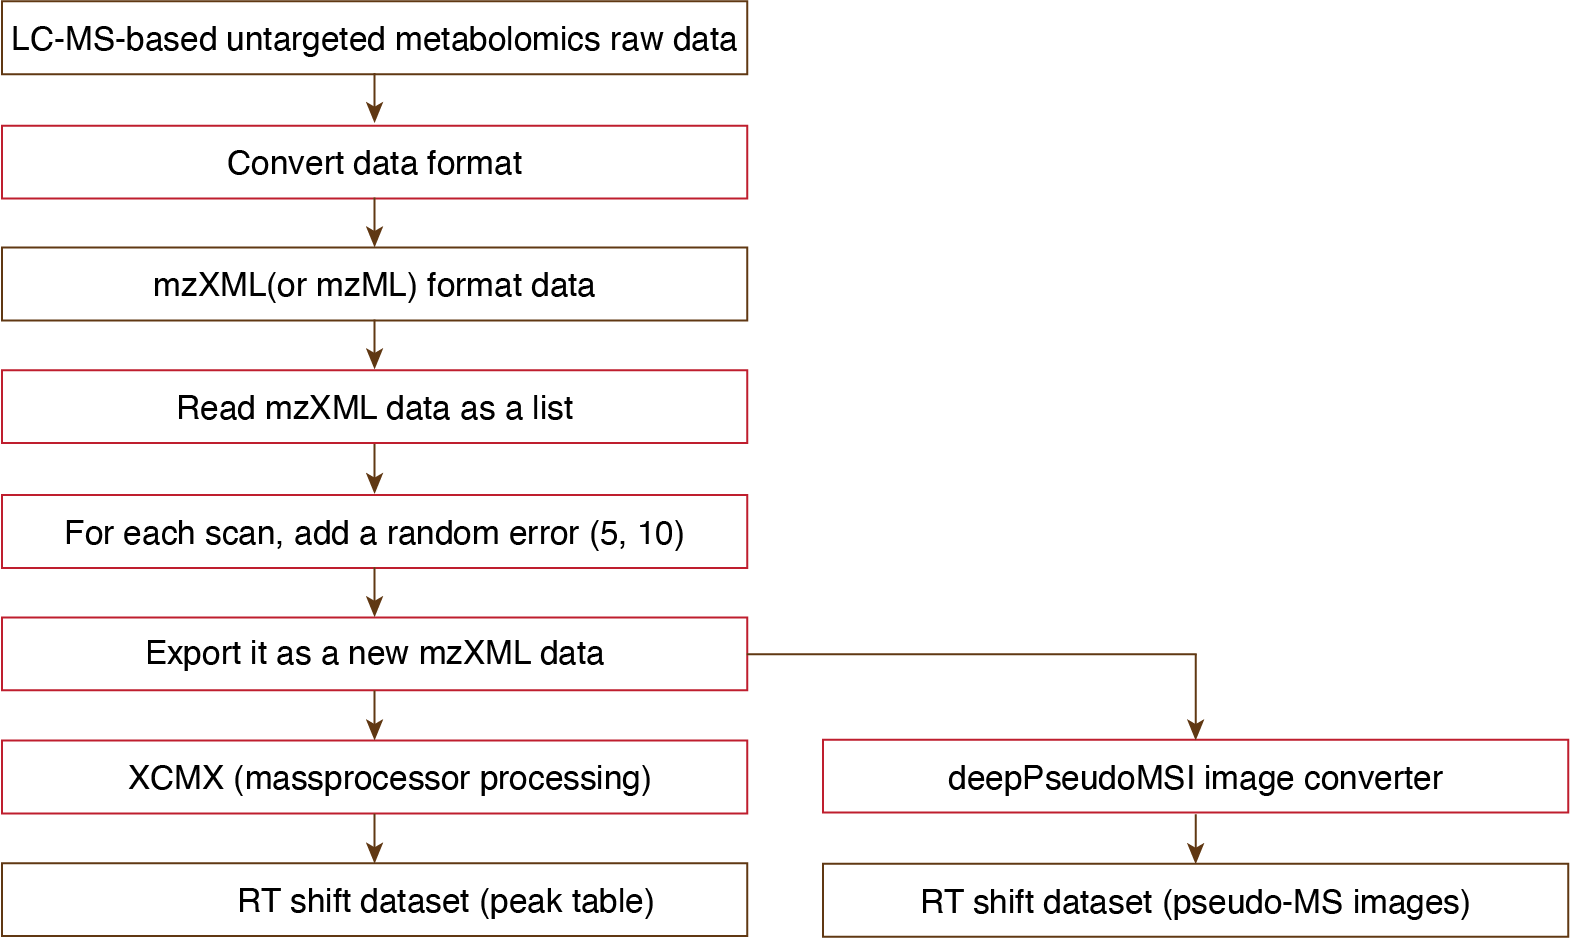 LC-MS-based untargeted metabolomics raw data
Convert data format
mzXML(or mzML) format data
Read mzXML data as a list
For each scan, add a random error (5, 10)
Export it as a new mzXML data
XCMX (massprocessor processing)
deepPseudoMSI image converter
RT shift dataset (peak table)
RT shift dataset (pseudo-MS images)